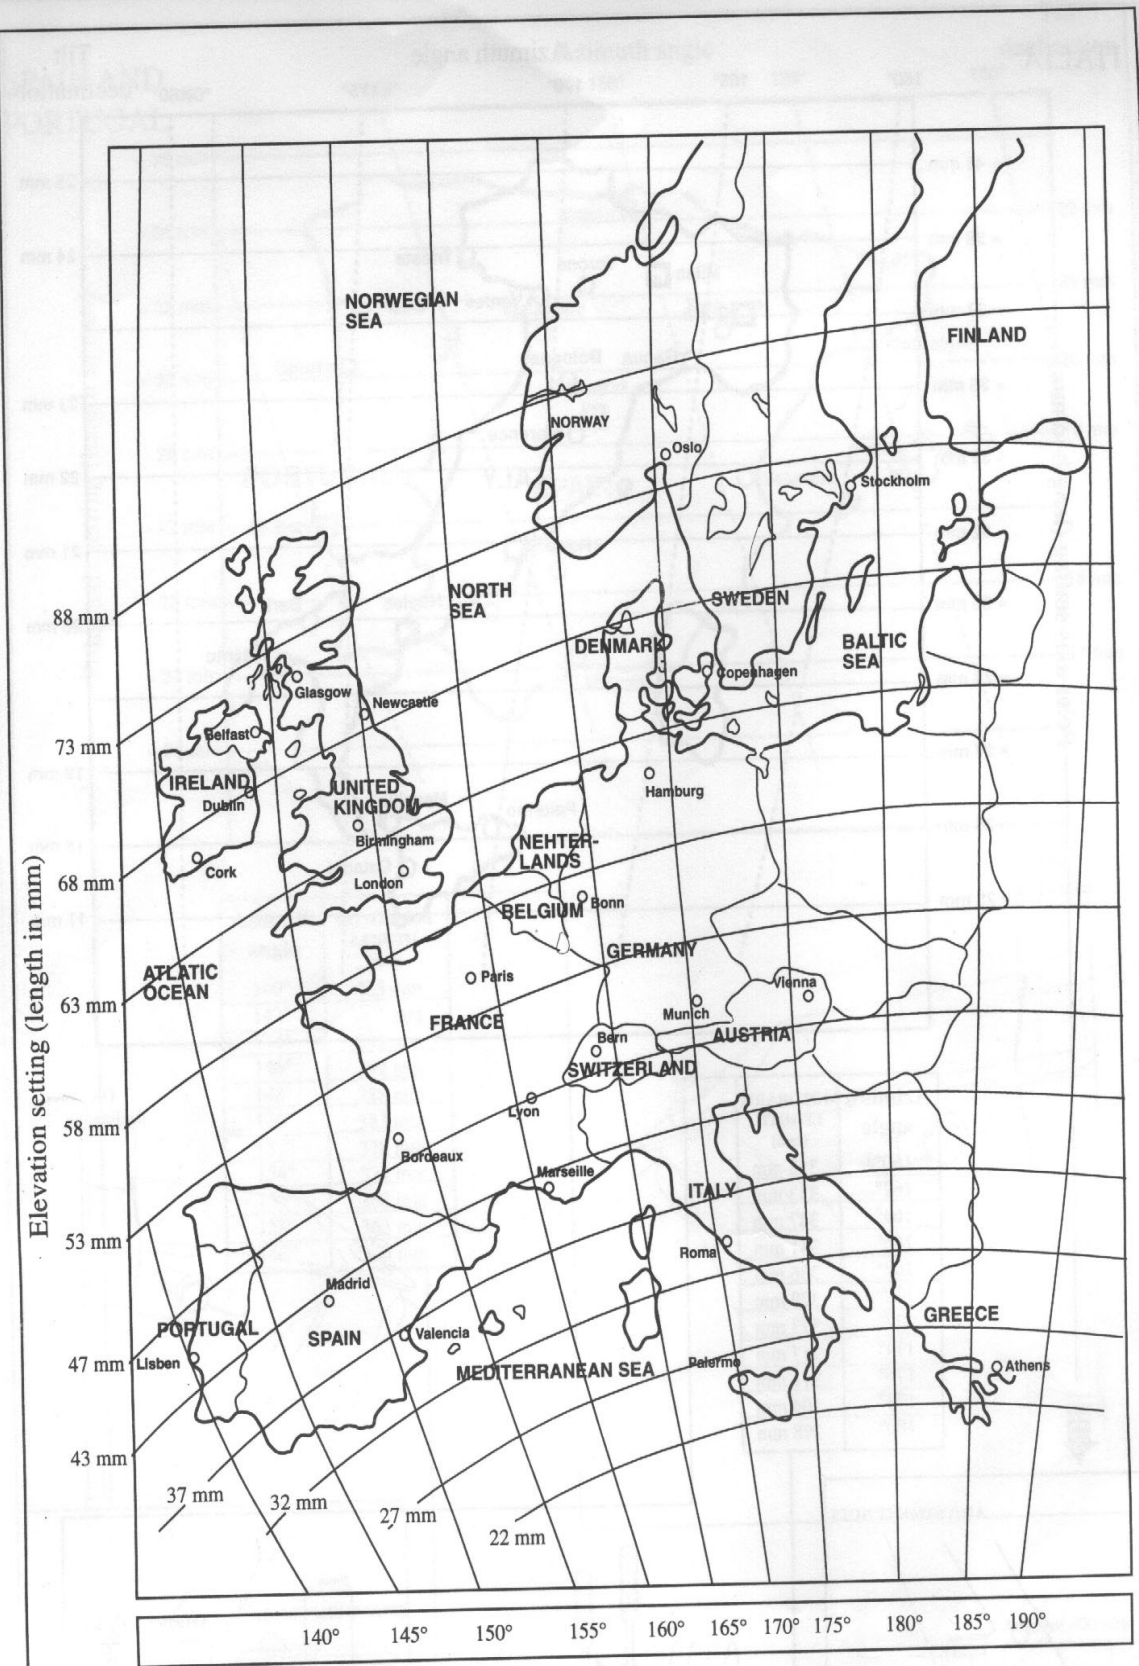 NORWEGIAN
SEA
FINLAND
NORWAY
Oslo
Stockholm
NORTH
SEA
SWEDEN
DENMARK
BALTIC
SEA
Copenhagen
Glasgow
Newcastle
Belfast
IRELAND
Dublin
UNITED
KINGDOM
Hamburg
Birmingham
NEHTER-
LANDS
Cork
London
BELGIUM
Bonn
GERMANY
ATLATIC
OCEAN
Paris
Vienna
Munich
FRANCE
Bern
AUSTRIA
SWITZERLAND
Lyon
Bordeaux
Marseille
ITALY
Roma
Madrid
PORTUGAL
SPAIN
Valencia
GREECE
Lisben
MEDITERRANEAN SEA
Palermo
Athens
Elevation setting (length in mm)
88 mm
73 mm
68 mm
63 mm
58 mm
53 mm
47 mm
43 mm
37 mm
32 mm
27 mm
22 mm
140° 145° 150° 155° 160° 165° 170° 175° 180° 185° 190°